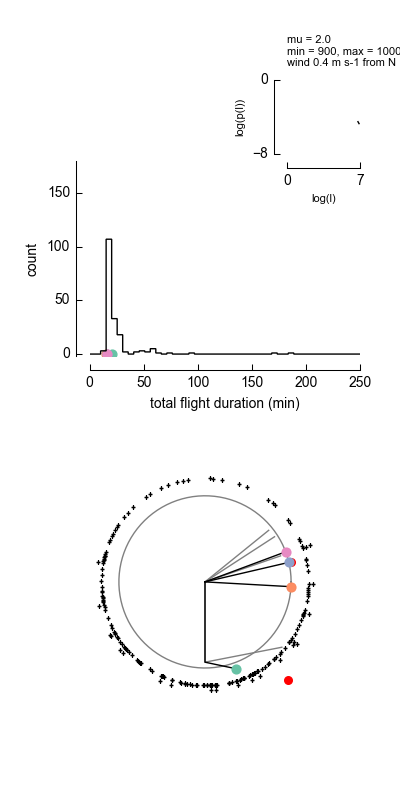 mu = 2.0
min = 900, max = 1000
wind 0.4 m s-1 from N
0
log(p(l))
−8
0 7
log(l)
150
100
50
0
count
0 50 100 150 200 250
total flight duration (min)